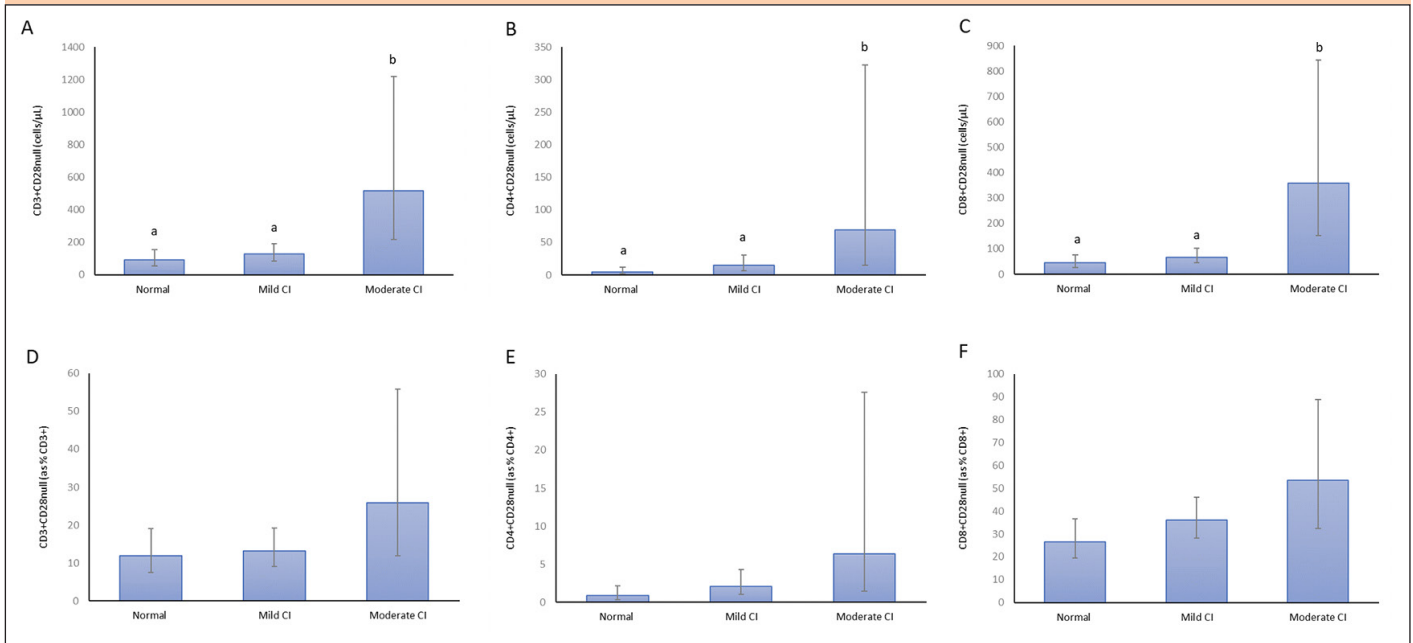 A
CD3+CD28null (cells/μL)
1400
1200
1000
800
600
400
200
0
a
a
b
Normal
Mild CI
Moderate CI
B
CD4+CD28null (cells/μL)
350
300
250
200
150
100
50
0
a
a
b
Normal
Mild CI
Moderate CI
C
CD8+CD28null (cells/μL)
900
800
700
600
500
400
300
200
100
0
a
a
b
Normal
Mild CI
Moderate CI
D
CD3+CD28null (as % CD3+)
60
50
40
30
20
10
0
Normal
Mild CI
Moderate CI
E
CD4+CD28null (as % CD4+)
30
25
20
15
10
5
0
Normal
Mild CI
Moderate CI
F
CD8+CD28null (as % CD8+)
100
90
80
70
60
50
40
30
20
10
0
Normal
Mild CI
Moderate CI